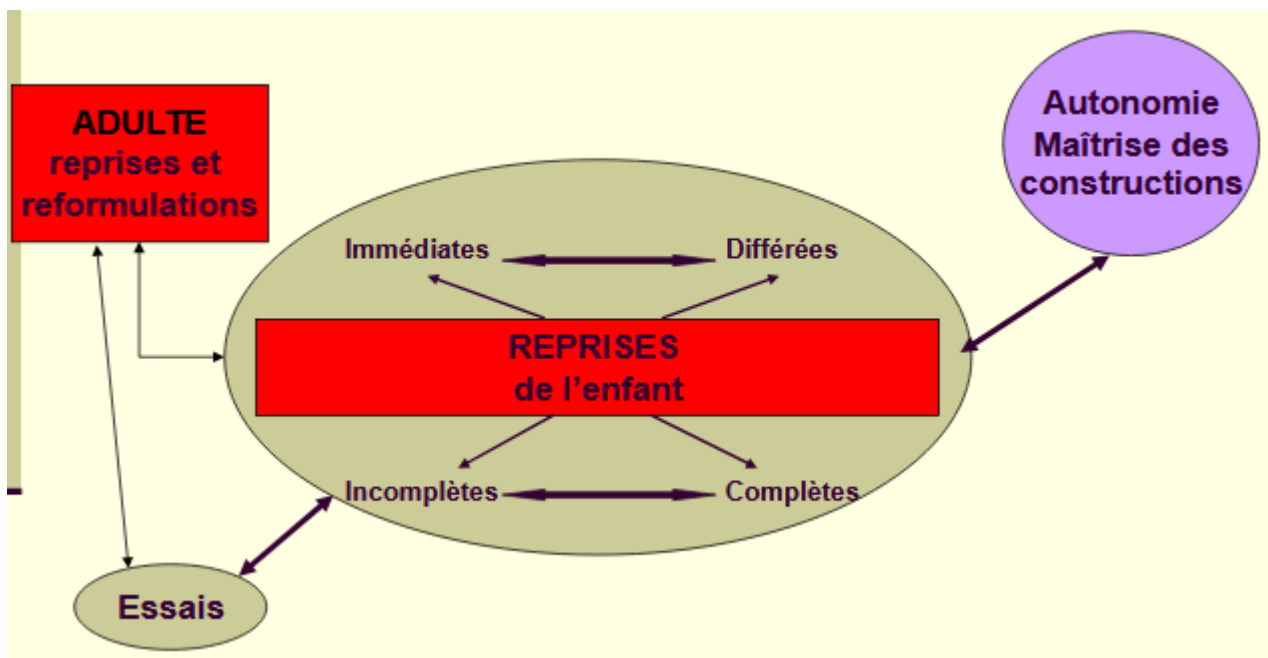 ADULTE
reprises et
reformulations
Autonomie
Maîtrise des
constructions
Immédiates
Différées
REPRISES
de l’enfant
Incomplètes
Complètes
Essais